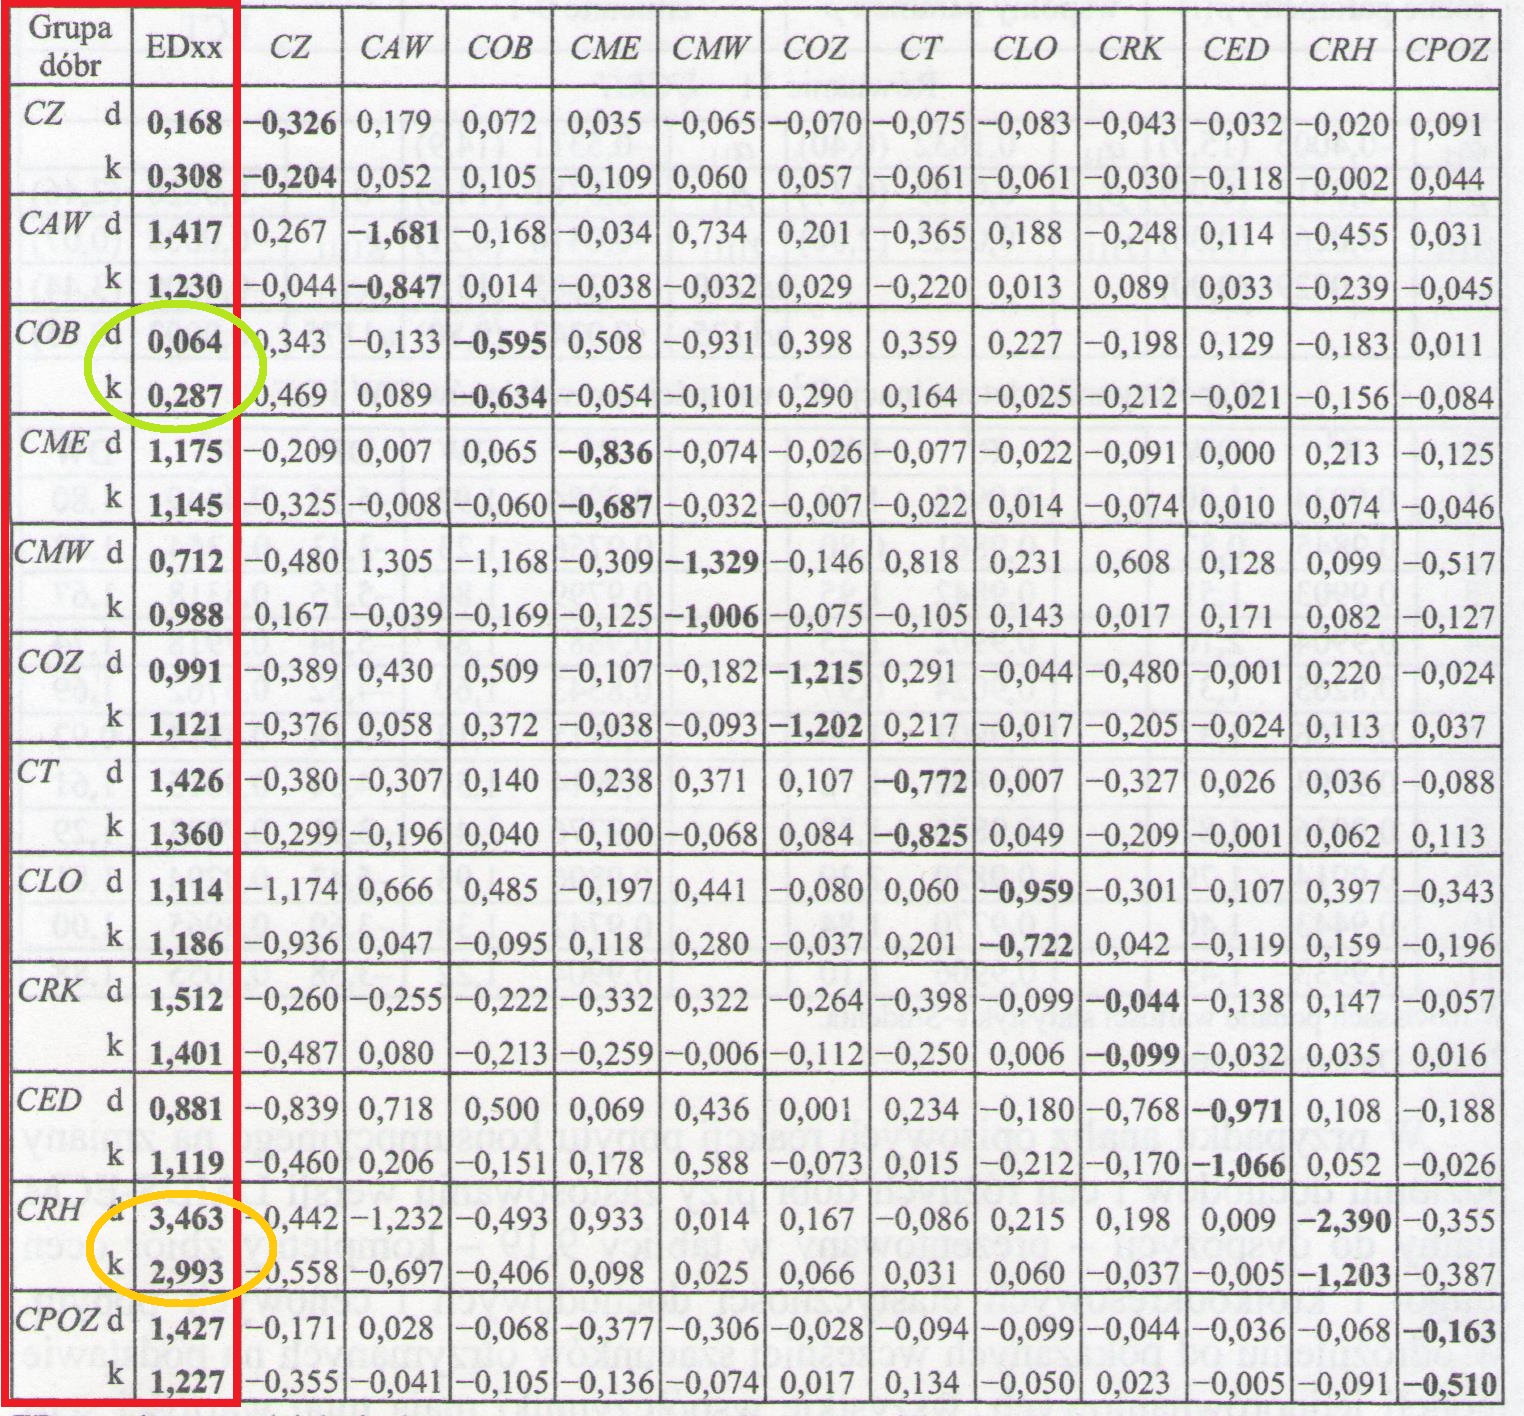 Grupa dóbr EDxx CZ CAW COB CME CMW COZ CT CLO CRK CED CRH CPOZ
CZ d 0,168 −0,326 0,179 0,072 0,035 −0,065 −0,070 −0,075 −0,083 −0,043 −0,032 −0,020 0,091
k 0,308 −0,204 0,052 0,105 −0,109 0,060 0,057 −0,061 −0,061 −0,030 −0,118 −0,002 0,044
CAW d 1,417 0,267 −1,681 −0,168 −0,034 0,734 0,201 −0,365 0,188 −0,248 0,114 −0,455 0,031
k 1,230 −0,044 −0,847 0,014 −0,038 −0,032 0,029 −0,220 0,013 0,089 0,033 −0,239 −0,045
COB d 0,064 0,343 −0,133 −0,595 0,508 −0,931 0,398 0,359 0,227 −0,198 0,129 −0,183 0,011
k 0,287 0,469 0,089 −0,634 −0,054 −0,101 0,290 0,164 −0,025 −0,212 −0,021 −0,156 −0,084
CME d 1,175 −0,209 0,007 0,065 −0,836 −0,074 −0,026 −0,077 −0,022 −0,091 0,000 0,213 −0,125
k 1,145 −0,325 −0,008 −0,060 −0,687 −0,032 −0,007 −0,022 0,014 −0,074 0,010 0,074 −0,046
CMW d 0,712 −0,480 1,305 −1,168 −0,309 −1,329 −0,146 0,818 0,231 0,608 0,128 0,099 −0,517
k 0,988 0,167 −0,039 −0,169 −0,125 −1,006 −0,075 −0,105 0,143 0,017 0,171 0,082 −0,127
COZ d 0,991 −0,389 0,430 0,509 −0,107 −0,182 −1,215 0,291 −0,044 −0,480 −0,001 0,220 −0,024
k 1,121 −0,376 0,058 0,372 −0,038 −0,093 −1,202 0,217 −0,017 −0,205 −0,024 0,113 0,037
CT d 1,426 −0,380 −0,307 0,140 −0,238 0,371 0,107 −0,772 0,007 −0,327 0,026 0,036 −0,088
k 1,360 −0,299 −0,196 0,040 −0,100 −0,068 0,084 −0,825 0,049 −0,209 −0,001 0,062 0,113
CLO d 1,114 −1,174 0,666 0,485 −0,197 0,441 −0,080 0,060 −0,959 −0,301 −0,107 0,397 −0,343
k 1,186 −0,936 0,047 −0,095 0,118 0,280 −0,037 0,201 −0,722 0,042 −0,119 0,159 −0,196
CRK d 1,512 −0,260 −0,255 −0,222 −0,332 0,322 −0,264 −0,398 −0,099 −0,044 −0,138 0,147 −0,057
k 1,401 −0,487 0,080 −0,213 −0,259 −0,006 −0,112 −0,250 0,006 −0,099 −0,032 0,035 0,016
CED d 0,881 −0,839 0,718 0,500 0,069 0,436 0,001 0,234 −0,180 −0,768 −0,971 0,108 −0,188
k 1,119 −0,460 0,206 −0,151 0,178 0,588 −0,073 0,015 −0,212 −0,170 −1,066 0,052 −0,026
CRH d 3,463 −0,442 −1,232 −0,493 0,933 0,014 0,167 −0,086 0,215 0,198 0,009 −2,390 −0,355
k 2,993 −0,558 −0,697 −0,406 0,098 0,025 0,066 0,031 0,060 −0,037 −0,005 −1,203 −0,387
CPOZ d 1,427 −0,171 0,028 −0,068 −0,377 −0,306 −0,028 −0,094 −0,099 −0,044 −0,036 −0,068 −0,163
k 1,227 −0,355 −0,041 −0,105 −0,136 −0,074 0,017 0,134 −0,050 0,023 −0,005 −0,091 −0,510